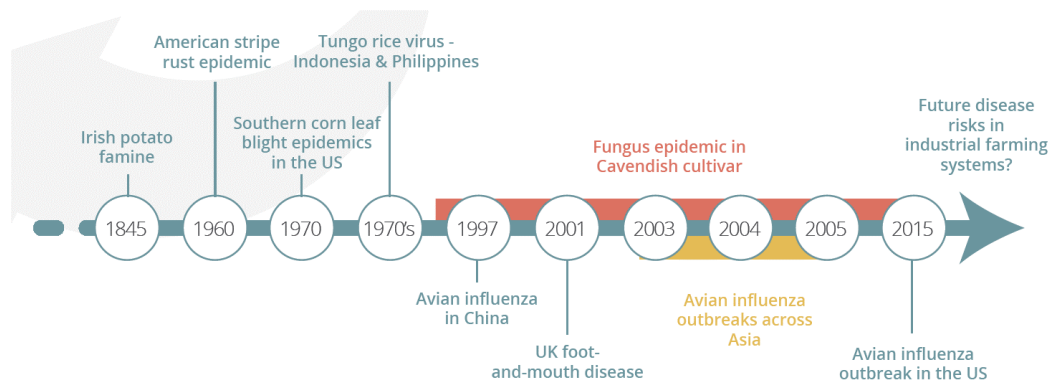 American stripe
rust epidemic
Tungo rice virus -
Indonesia & Philippines
Irish potato
famine
Southern corn leaf
blight epidemics
in the US
Fungus epidemic in
Cavendish cultivar
Future disease
risks in
industrial farming
systems?
1845
1960
1970
1970's
1997
2001
2003
2004
2005
2015
Avian influenza
in China
UK foot-
and-mouth disease
Avian influenza
outbreaks across
Asia
Avian influenza
outbreak in the US